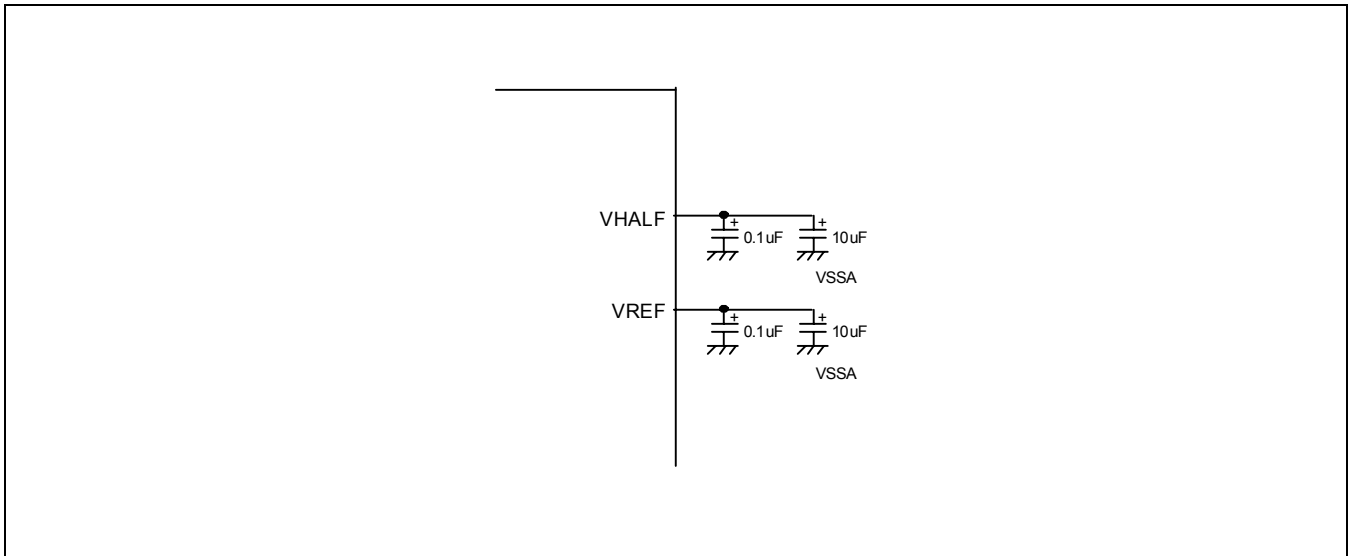 VHALF
+
+
0.1uF
10uF
VSSA
VREF
+
+
0.1uF
10uF
VSSA